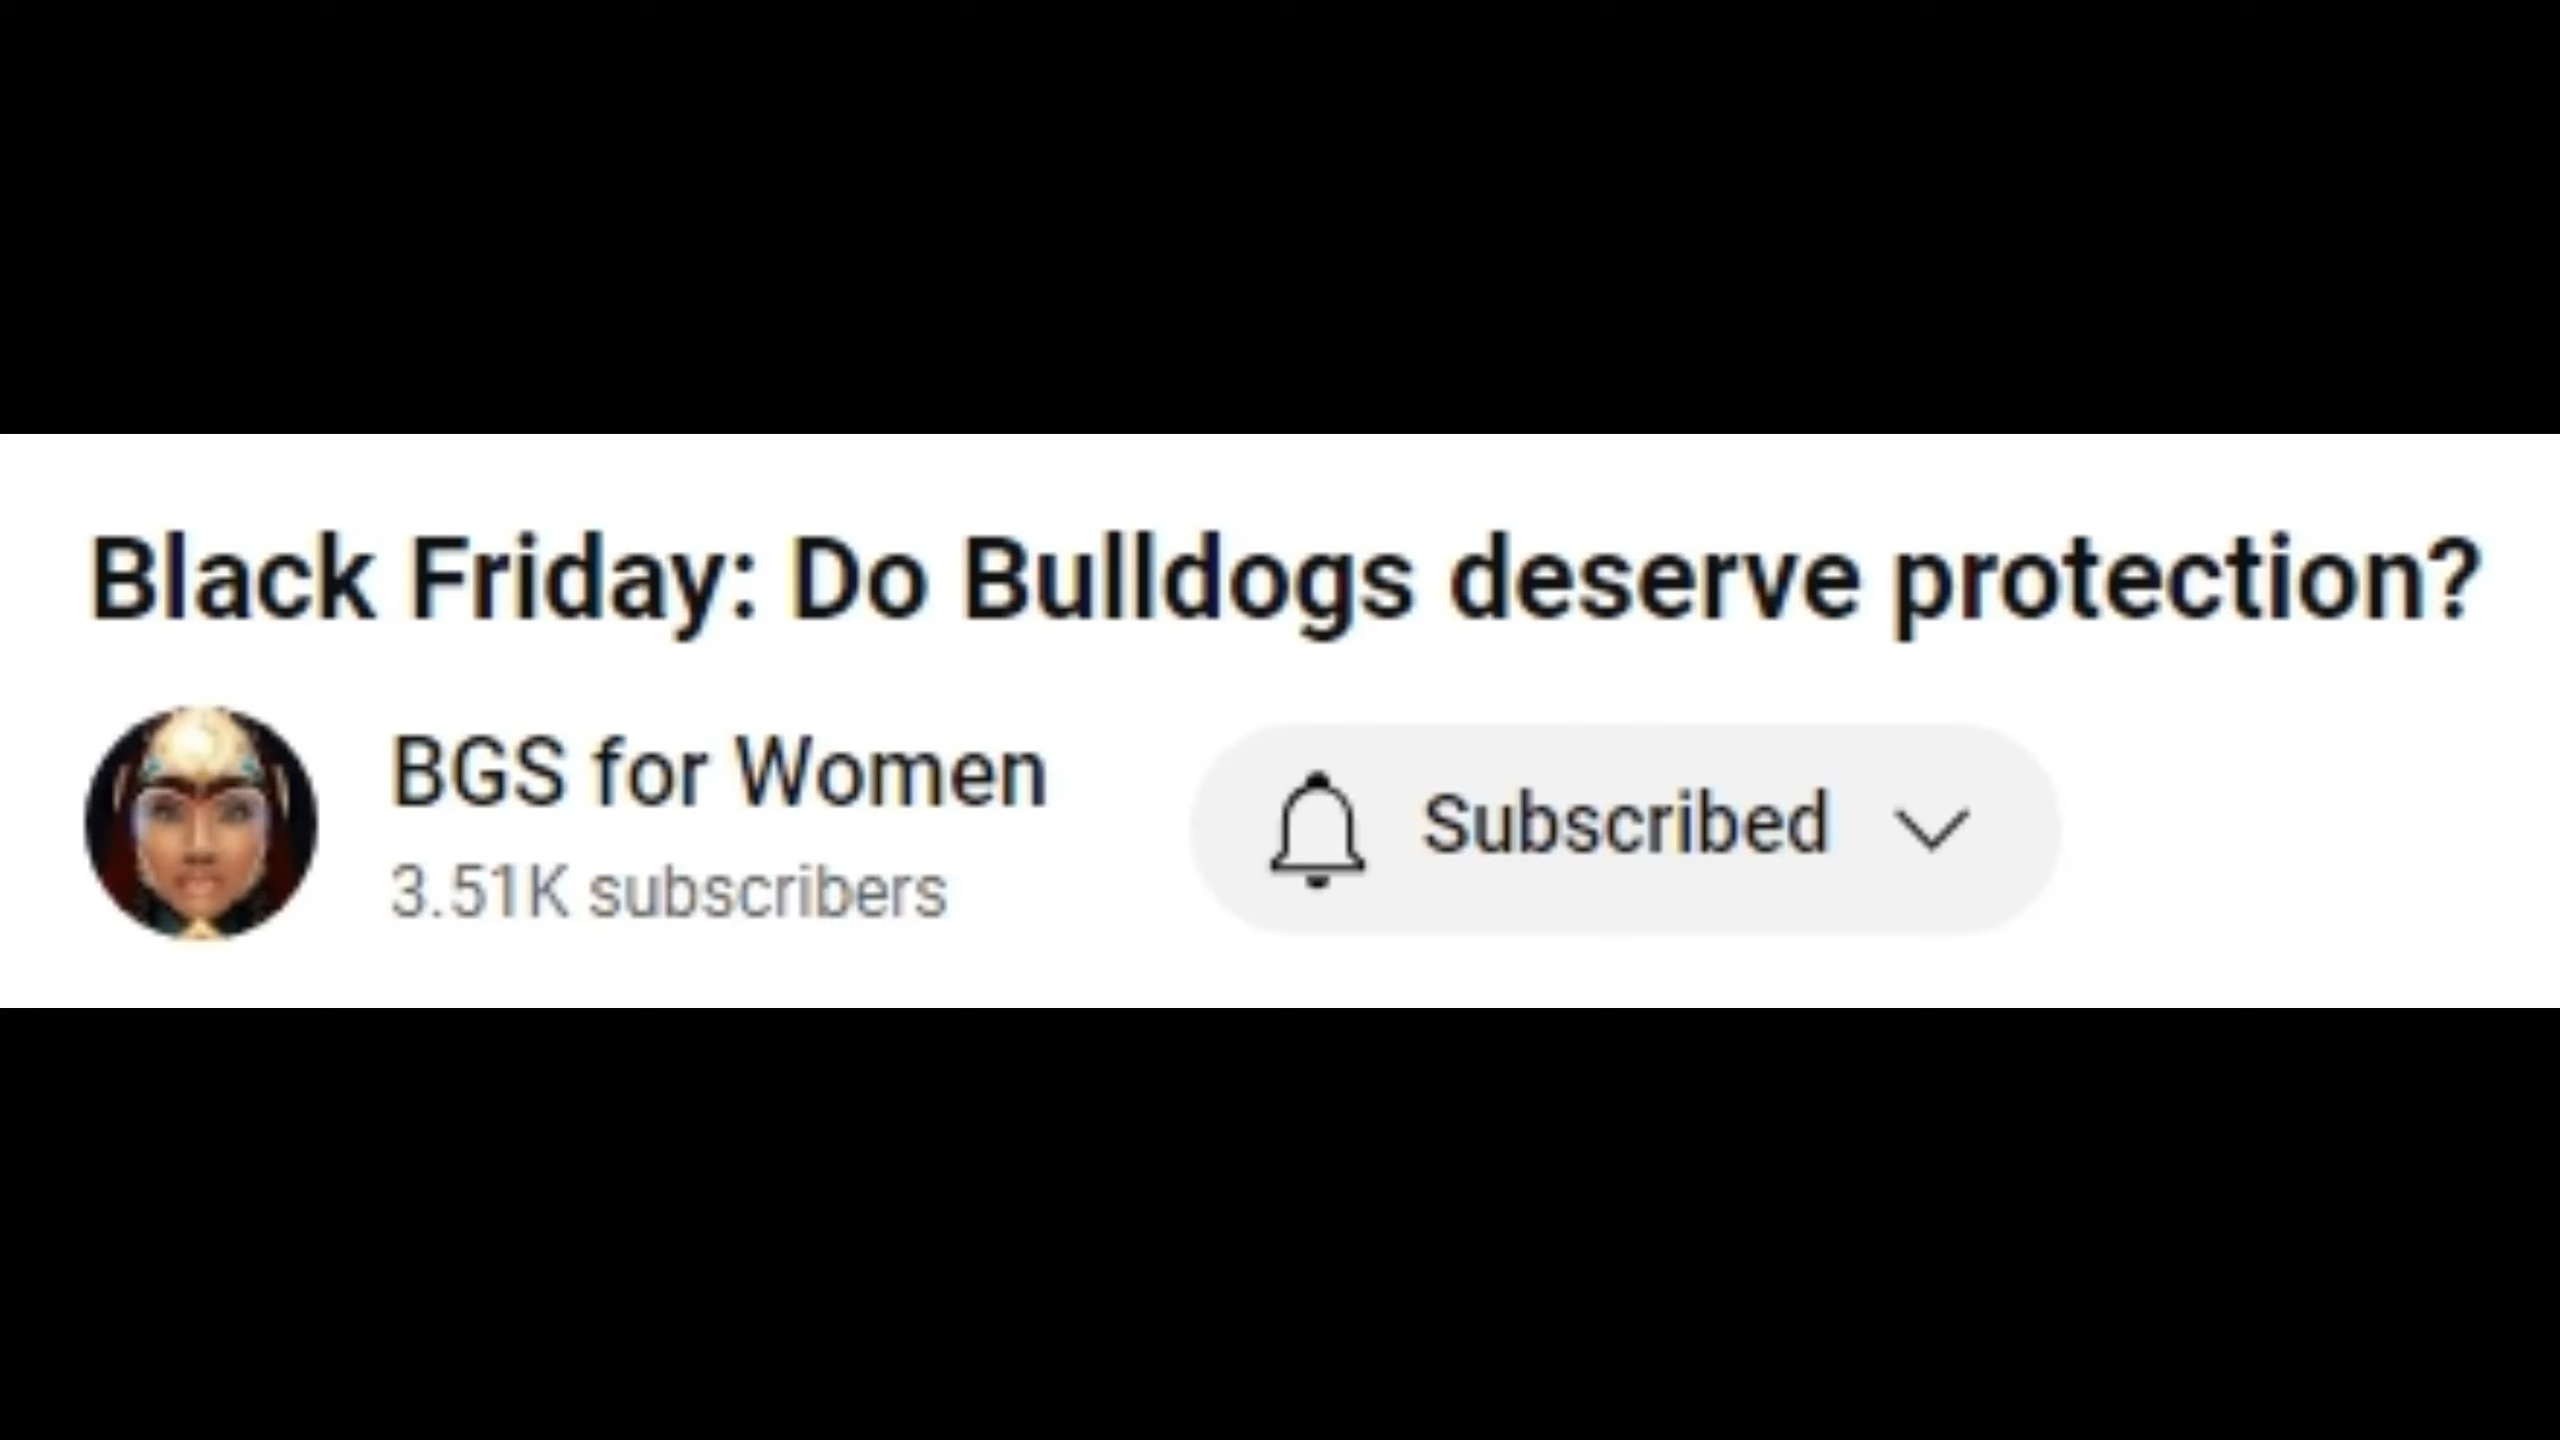 Black Friday: Do Bulldogs deserve protection?
BGS for Women
3.51K subscribers
Subscribed